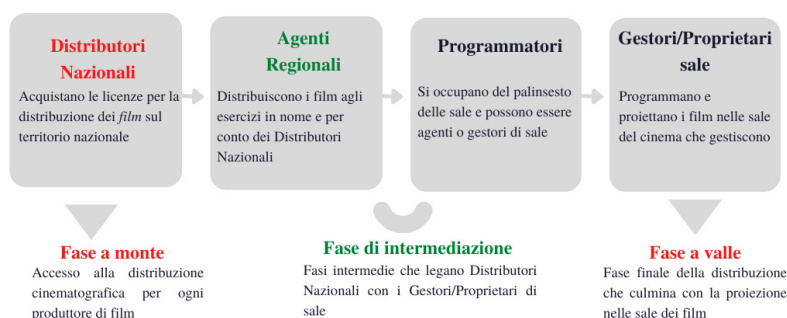 Distributori
Nazionali
Acquistano le licenze per la
distribuzione dei film sul
territorio nazionale
Agenti
Regionali
Distribuiscono i film agli
esercizi in nome e per
conto dei Distributori
Nazionali
Programmatori
Si occupano del palinsesto
delle sale e possono essere
agenti o gestori di sale
Gestori/Proprietari
sale
Programmano e
proiettano i film nelle sale
del cinema che gestiscono
Fase a monte
Accesso alla distribuzione
cinematografica per ogni
produttore di film
Fase di intermediazione
Fasi intermedie che legano Distributori
Nazionali con i Gestori/Proprietari di
sale
Fase a valle
Fase finale della distribuzione
che culmina con la proiezione
nelle sale dei film